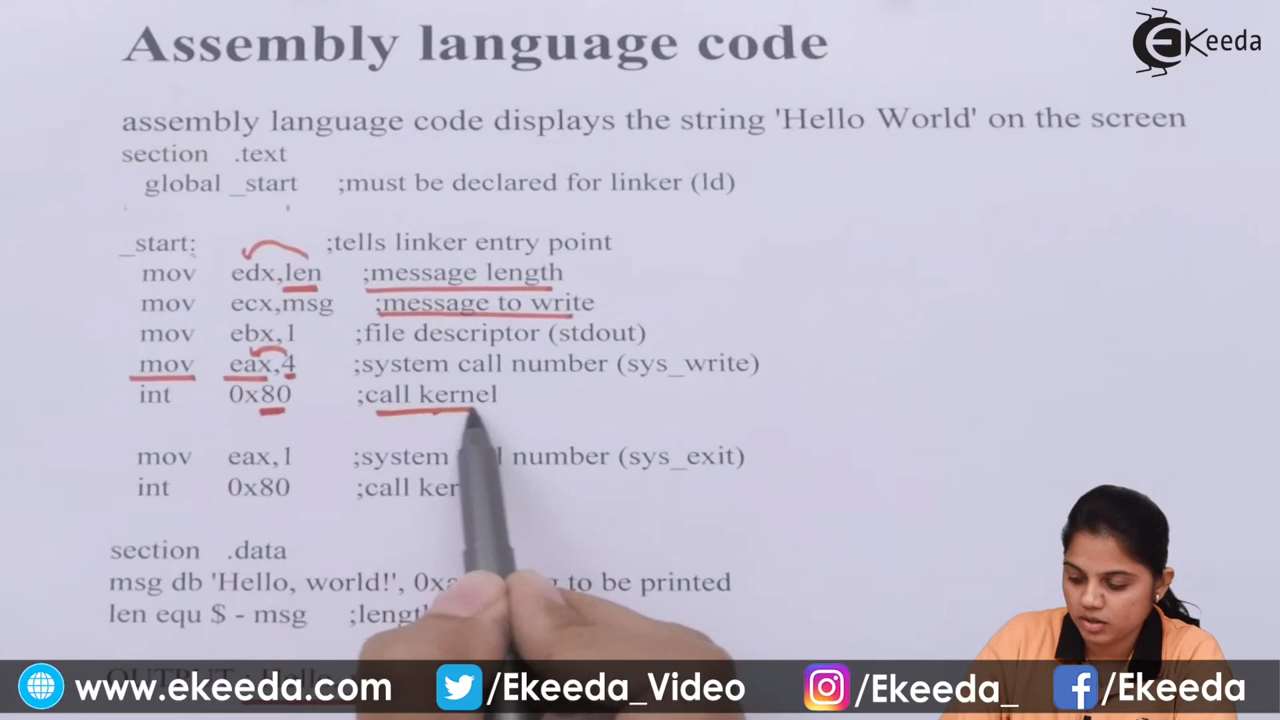 Assembly language code
EKeeda
assembly language code displays the string 'Hello World' on the screen
section .text
global _start ;must be declared for linker (ld)
_start: ;tells linker entry point
mov edx,len ;message length
mov ecx,msg ;message to write
mov ebx,1 ;file descriptor (stdout)
mov eax,4 ;system call number (sys_write)
int 0x80 ;call kernel
mov eax,1 ;system number (sys_exit)
int 0x80 ;call
section .data
msg db 'Hello, world!', to be printed
len equ $ - msg
www.ekeeda.com /Ekeeda_Video /Ekeeda_ /Ekeeda